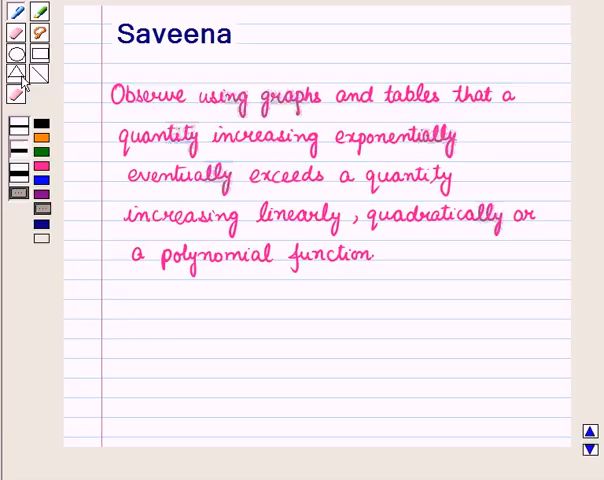 Saveena
Observe using graphs and tables that a
quantity increasing exponentially
eventually exceeds a quantity
increasing linearly, quadratically or
a polynomial function.